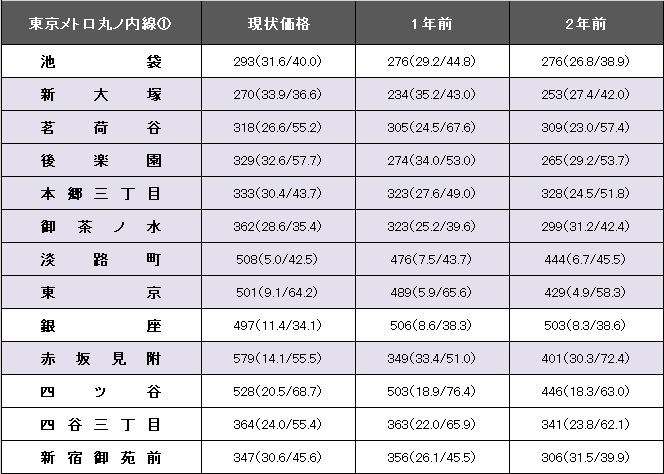 東京メトロ丸ノ内線① 現状価格 1年前 2年前
池袋 293(31.6/40.0) 276(29.2/44.8) 276(26.8/38.9)
新大塚 270(33.9/36.6) 234(35.2/43.0) 253(27.4/42.0)
茗荷谷 318(26.6/55.2) 305(24.5/67.6) 309(23.0/57.4)
後楽園 329(32.6/57.7) 274(34.0/53.0) 265(29.2/53.7)
本郷三丁目 333(30.4/43.7) 323(27.6/49.0) 328(24.5/51.8)
御茶ノ水 362(28.6/35.4) 323(25.2/39.6) 299(31.2/42.4)
淡路町 508(5.0/42.5) 476(7.5/43.7) 444(6.7/45.5)
東京 501(9.1/64.2) 489(5.9/65.6) 429(4.9/58.3)
銀座 497(11.4/34.1) 506(8.6/38.3) 503(8.3/38.6)
赤坂見附 579(14.1/55.5) 349(33.4/51.0) 401(30.3/72.4)
四ツ谷 528(20.5/68.7) 503(18.9/76.4) 446(18.3/63.0)
四谷三丁目 364(24.0/55.4) 363(22.0/65.9) 341(23.8/62.1)
新宿御苑前 347(30.6/45.6) 356(26.1/45.5) 306(31.5/39.9)